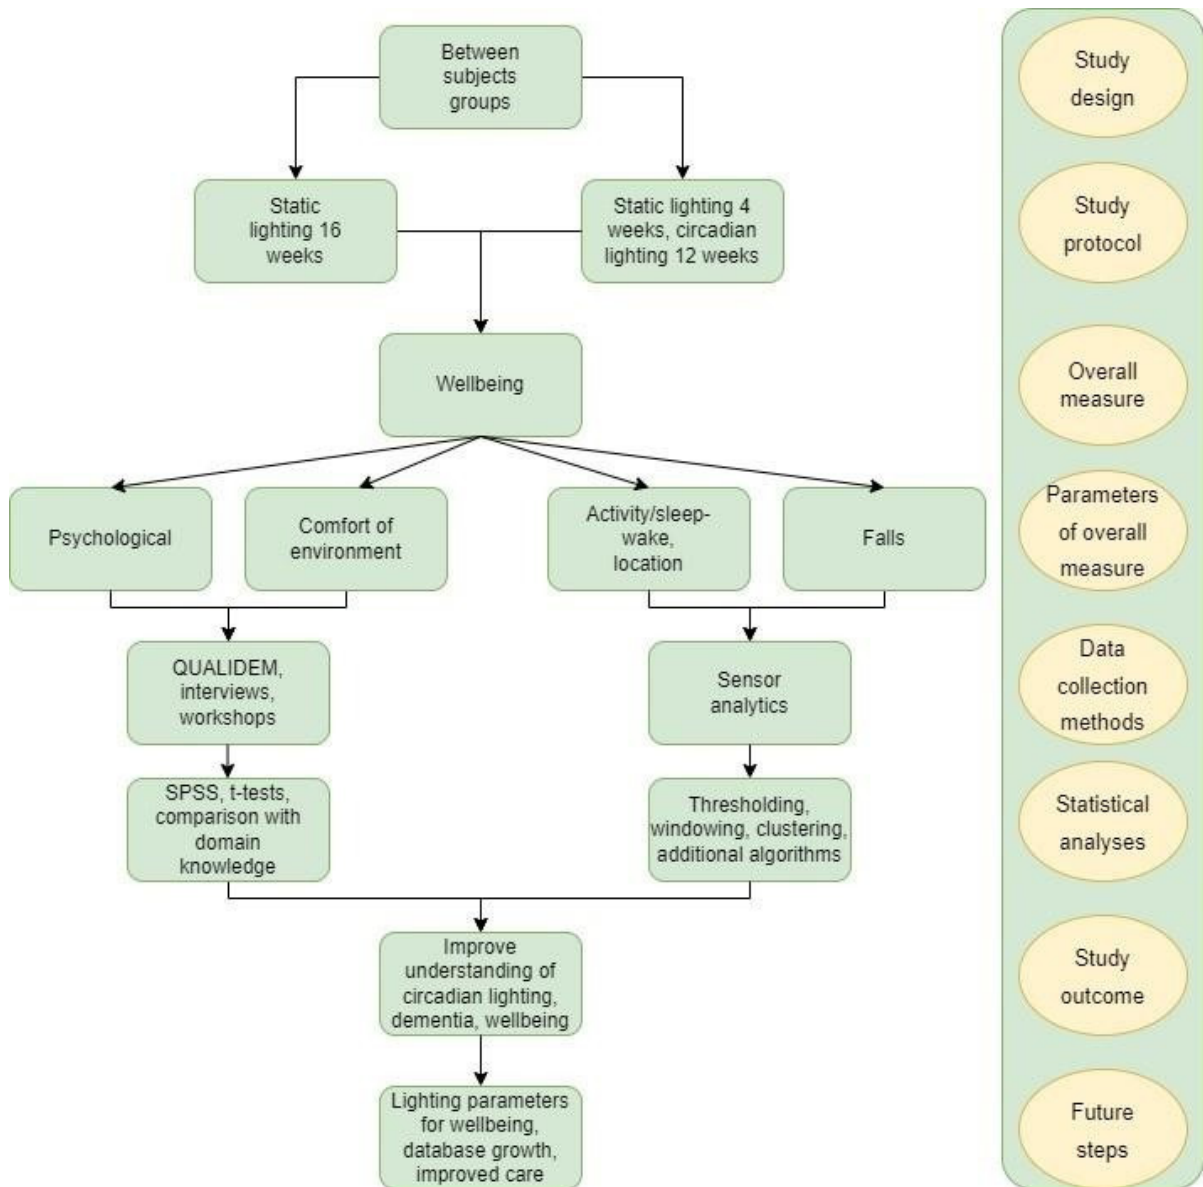 Between
subjects
groups
Static
lighting 16
weeks
Static lighting 4
weeks, circadian
lighting 12 weeks
Wellbeing
Psychological
Comfort of
environment
Activity/sleep-
wake,
location
Falls
QUALIDEM,
interviews,
workshops
Sensor
analytics
SPSS, t-tests,
comparison with
domain
knowledge
Thresholding,
windowing, clustering,
additional algorithms
Improve
understanding of
circadian lighting,
dementia, wellbeing
Lighting parameters
for wellbeing,
database growth,
improved care
Study
design
Study
protocol
Overall
measure
Parameters
of overall
measure
Data
collection
methods
Statistical
analyses
Study
outcome
Future
steps